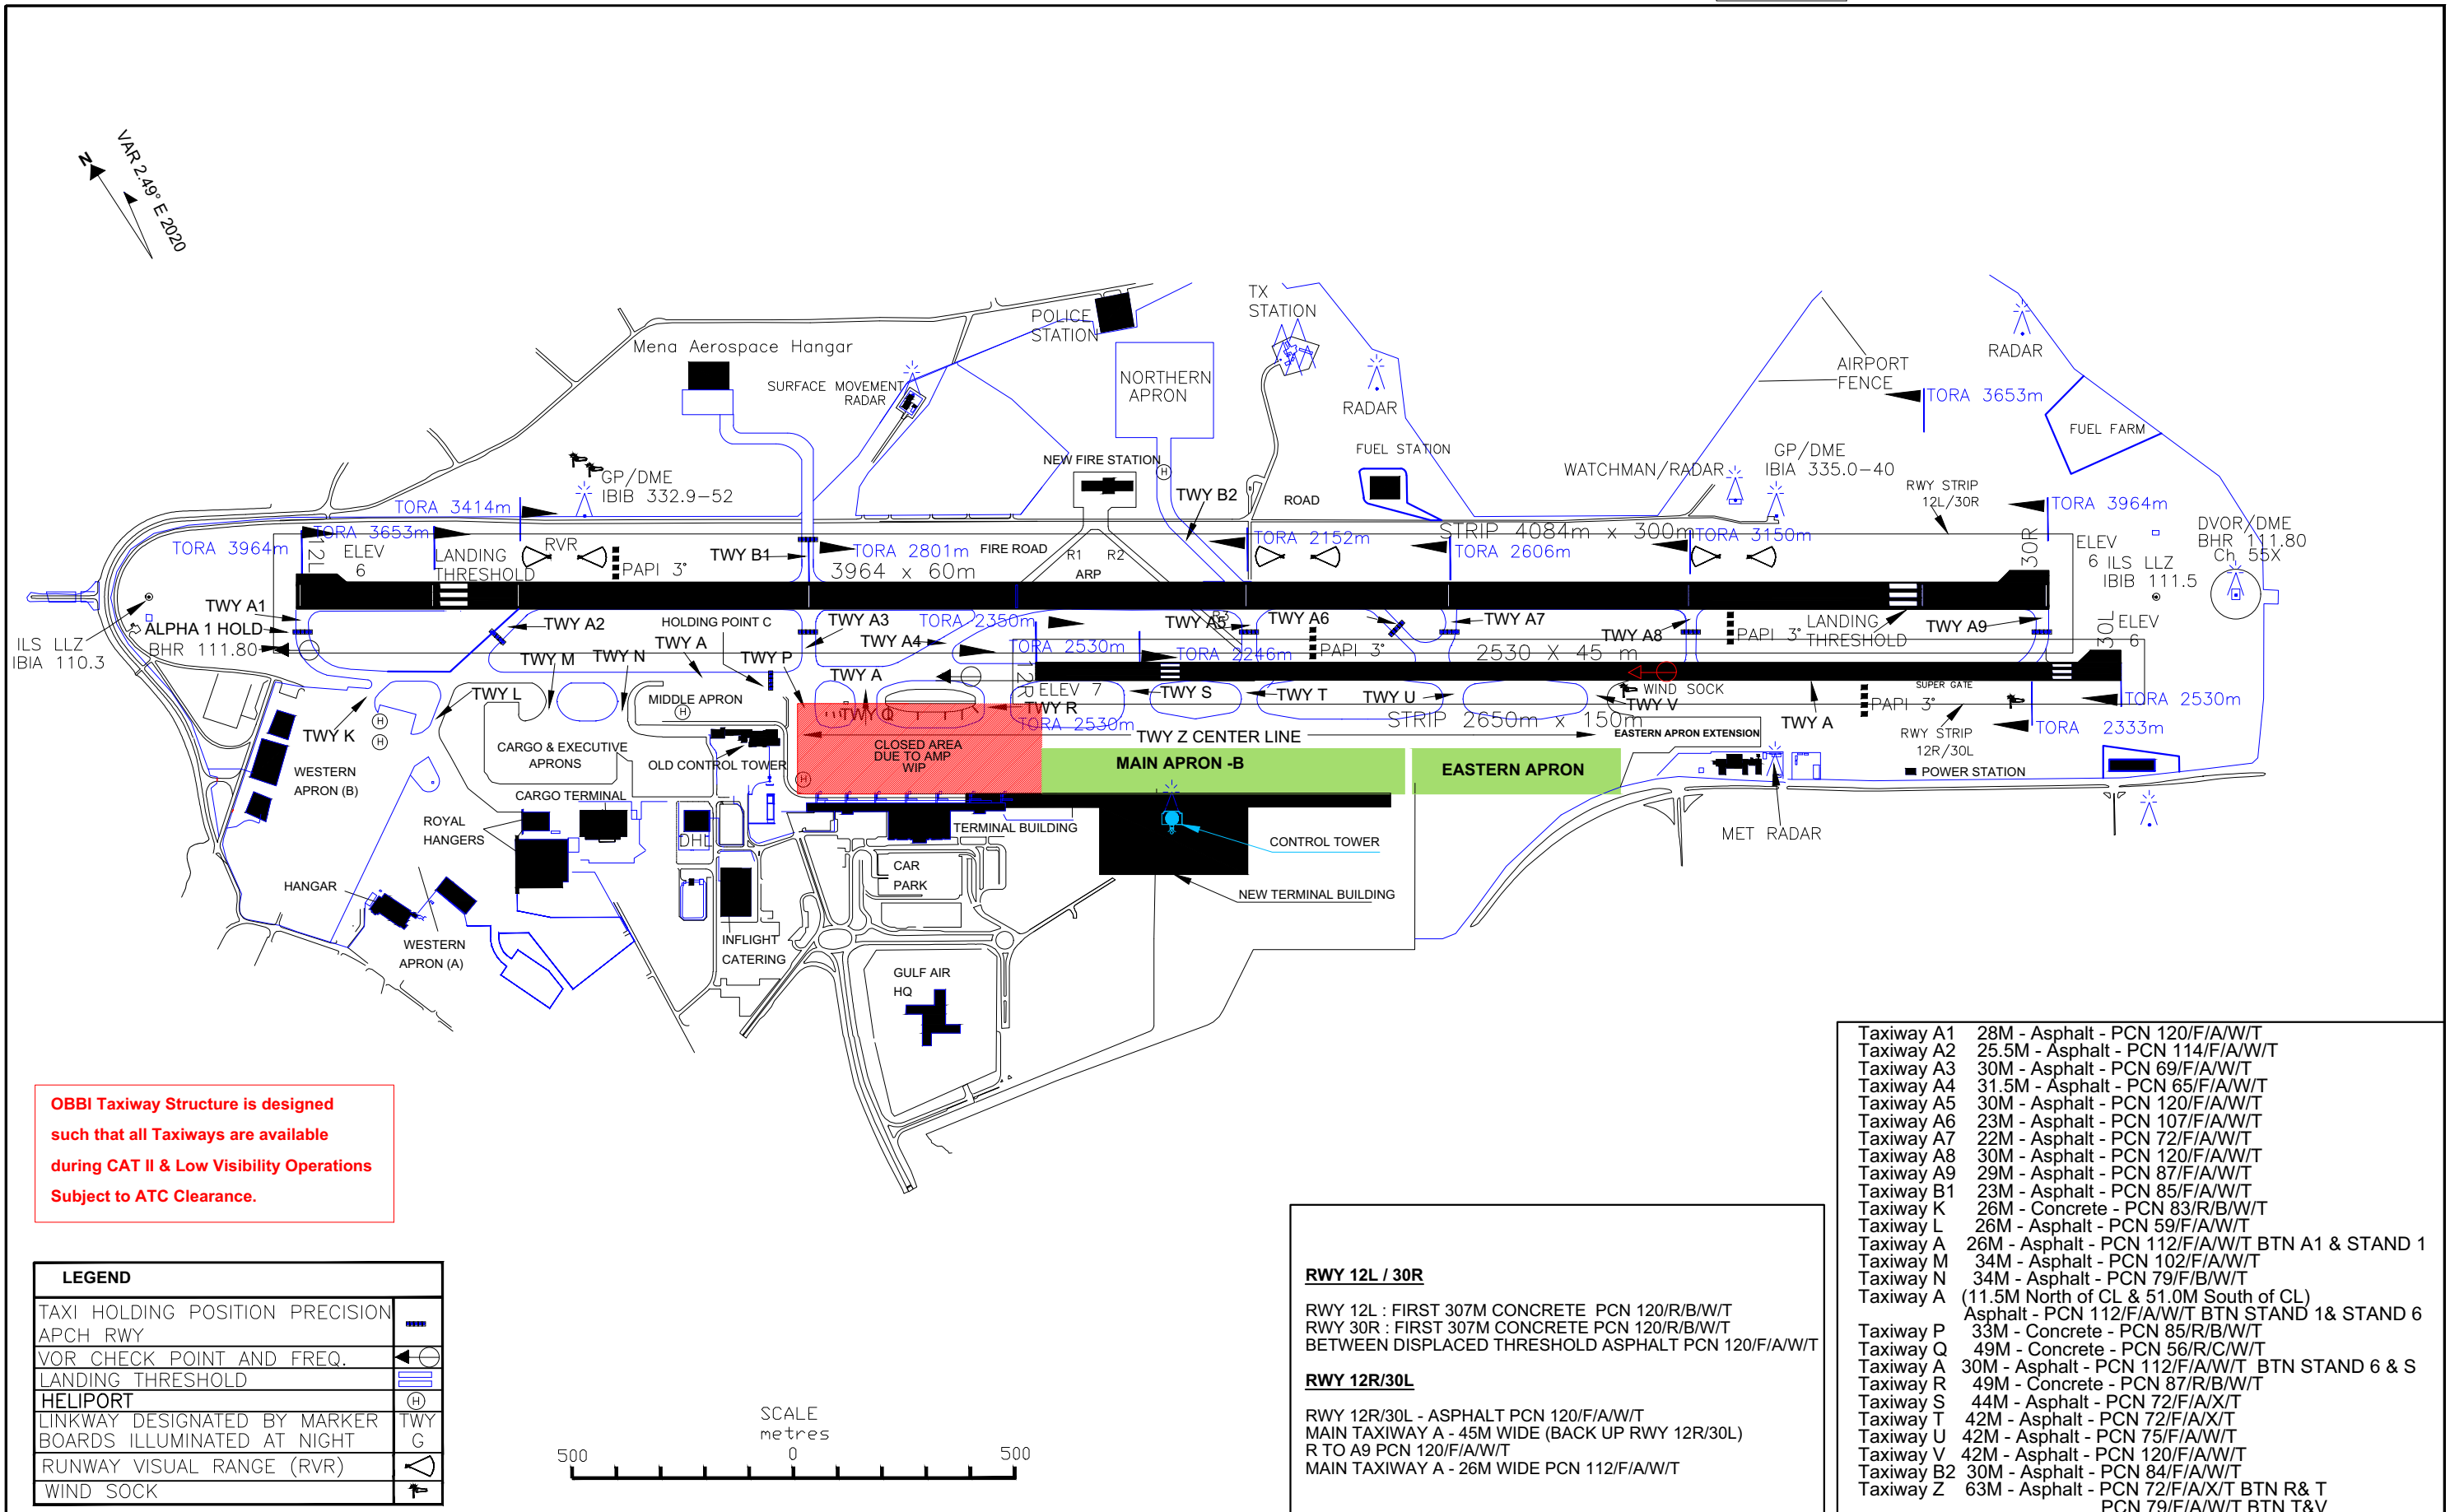 N
VAR 2.49° E 2020
POLICE
STATION
TX
STATION
Mena Aerospace Hangar
SURFACE MOVEMENT
RADAR
NORTHERN
APRON
RADAR
AIRPORT
FENCE
RADAR
TORA 3653m
FUEL FARM
FUEL STATION
NEW FIRE STATION
H
GP/DME
IBIB 332.9-52
WATCHMAN/RADAR
GP/DME
IBIA 335.0-40
RWY STRIP
12L/30R
TORA 3964m
DVOR/DME
BHR 111.80
Ch 55X
TWY B2
ROAD
TORA 3414m
TORA 3653m
TORA 3964m
12L
ELEV
6
LANDING
THRESHOLD
RVR
PAPI 3°
TWY B1
TORA 2801m
3964 x 60m
FIRE ROAD
R1
R2
ARP
TORA 2152m
STRIP 4084m x 300m
TORA 2606m
TORA 3150m
30R
ELEV
6
ILS LLZ
IBIB 111.5
TWY A1
ALPHA 1 HOLD
BHR 111.80
ILS LLZ
IBIA 110.3
TWY A2
HOLDING POINT C
TWY A
TWY A3
TWY A4
TORA 2350m
TORA 2530m
R3
TWY A5
TWY A6
TORA 2246m
PAPI 3°
TWY A7
2530 X 45 m
TWY A8
PAPI 3°
LANDING
THRESHOLD
TWY A9
30L
ELEV
6
TWY M
TWY N
TWY P
TWY A
12R
ELEV 7
TWY S
TWY T
TWY U
WIND SOCK
TWY V
SUPER GATE
PAPI 3°
TWY A
TORA 2530m
TWY L
TWY K
H
H
MIDDLE APRON
H
TWY Q
TWY R
TORA 2530m
STRIP 2650m x 150m
RWY STRIP
12R/30L
TORA 2333m
TWY Z CENTER LINE
EASTERN APRON EXTENSION
CARGO & EXECUTIVE
APRONS
OLD CONTROL TOWER
CLOSED AREA
DUE TO AMP
WIP
H
MAIN APRON -B
EASTERN APRON
POWER STATION
WESTERN
APRON (B)
CARGO TERMINAL
ROYAL
HANGERS
DHL
TERMINAL BUILDING
CONTROL TOWER
MET RADAR
HANGAR
CAR
PARK
NEW TERMINAL BUILDING
WESTERN
APRON (A)
INFLIGHT
CATERING
GULF AIR
HQ
OBBI Taxiway Structure is designed
such that all Taxiways are available
during CAT II & Low Visibility Operations
Subject to ATC Clearance.
LEGEND
TAXI HOLDING POSITION PRECISION
APCH RWY
VOR CHECK POINT AND FREQ.
LANDING THRESHOLD
HELIPORT H
LINKWAY DESIGNATED BY MARKER TWY
BOARDS ILLUMINATED AT NIGHT G
RUNWAY VISUAL RANGE (RVR)
WIND SOCK
SCALE
metres
500 0 500
RWY 12L / 30R
RWY 12L : FIRST 307M CONCRETE PCN 120/R/B/W/T
RWY 30R : FIRST 307M CONCRETE PCN 120/R/B/W/T
BETWEEN DISPLACED THRESHOLD ASPHALT PCN 120/F/A/W/T
RWY 12R/30L
RWY 12R/30L - ASPHALT PCN 120/F/A/W/T
MAIN TAXIWAY A - 45M WIDE (BACK UP RWY 12R/30L)
R TO A9 PCN 120/F/A/W/T
MAIN TAXIWAY A - 26M WIDE PCN 112/F/A/W/T
Taxiway A1 28M - Asphalt - PCN 120/F/A/W/T
Taxiway A2 25.5M - Asphalt - PCN 114/F/A/W/T
Taxiway A3 30M - Asphalt - PCN 69/F/A/W/T
Taxiway A4 31.5M - Asphalt - PCN 65/F/A/W/T
Taxiway A5 30M - Asphalt - PCN 120/F/A/W/T
Taxiway A6 23M - Asphalt - PCN 107/F/A/W/T
Taxiway A7 22M - Asphalt - PCN 72/F/A/W/T
Taxiway A8 30M - Asphalt - PCN 120/F/A/W/T
Taxiway A9 29M - Asphalt - PCN 87/F/A/W/T
Taxiway B1 23M - Asphalt - PCN 85/F/A/W/T
Taxiway K 26M - Concrete - PCN 83/R/B/W/T
Taxiway L 26M - Asphalt - PCN 59/F/A/W/T
Taxiway A 26M - Asphalt - PCN 112/F/A/W/T BTN A1 & STAND 1
Taxiway M 34M - Asphalt - PCN 102/F/A/W/T
Taxiway N 34M - Asphalt - PCN 79/F/B/W/T
Taxiway A (11.5M North of CL & 51.0M South of CL)
Asphalt - PCN 112/F/A/W/T BTN STAND 1& STAND 6
Taxiway P 33M - Concrete - PCN 85/R/B/W/T
Taxiway Q 49M - Concrete - PCN 56/R/C/W/T
Taxiway A 30M - Asphalt - PCN 112/F/A/W/T BTN STAND 6 & S
Taxiway R 49M - Concrete - PCN 87/R/B/W/T
Taxiway S 44M - Asphalt - PCN 72/F/A/X/T
Taxiway T 42M - Asphalt - PCN 72/F/A/X/T
Taxiway U 42M - Asphalt - PCN 75/F/A/W/T
Taxiway V 42M - Asphalt - PCN 120/F/A/W/T
Taxiway B2 30M - Asphalt - PCN 84/F/A/W/T
Taxiway Z 63M - Asphalt - PCN 72/F/A/X/T BTN R& T
PCN 79/F/A/W/T BTN T&V